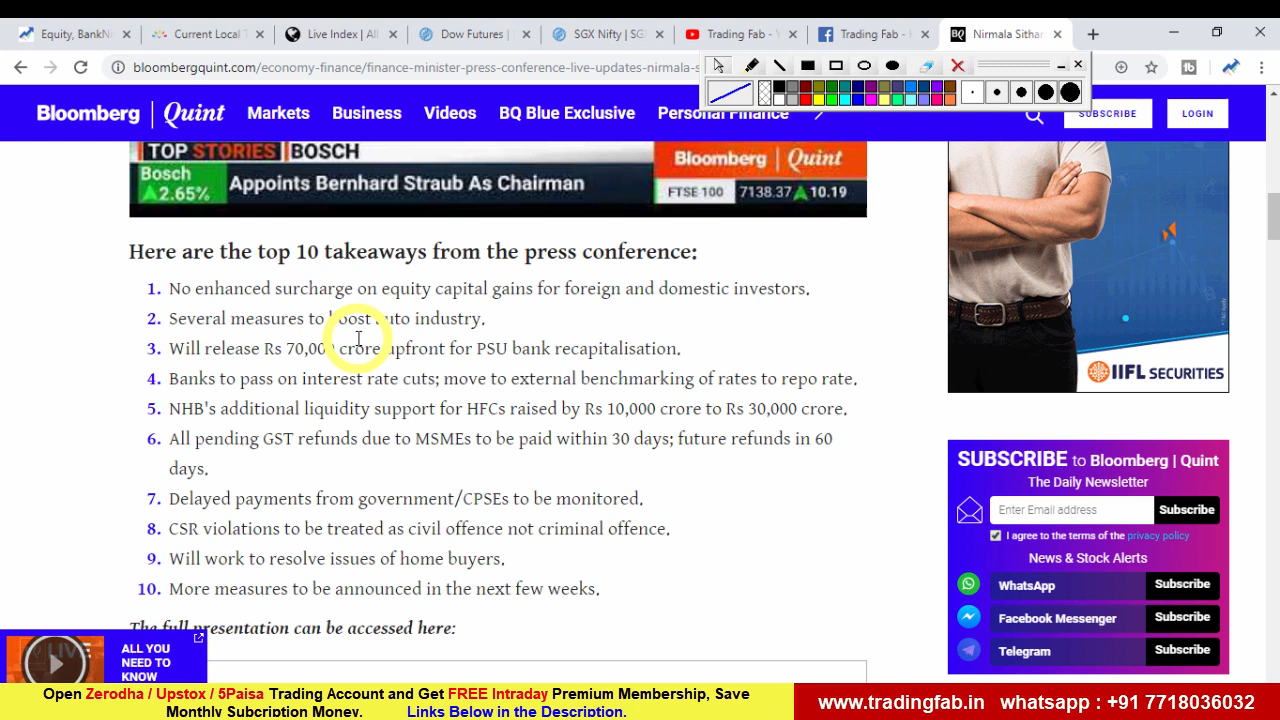 Equity, BankN
Current Local T
Live Index | All
Dow Futures |
SGX Nifty | SG
Trading Fab - Y
Trading Fab -
BQ
Nirmala Sithar
bloombergquint.com/economy-finance/finance-minister-press-conference-live-updates-nirmala-s
Bloomberg | Quint
Markets
Business
Videos
BQ Blue Exclusive
Personal Finance
SUBSCRIBE
LOGIN
TOP STORIES | BOSCH
Bosch
2.65%
Appoints Bernhard Straub As Chairman
Bloomberg | Quint
FTSE 100 7138.37 10.19
Here are the top 10 takeaways from the press conference:
1. No enhanced surcharge on equity capital gains for foreign and domestic investors.
2. Several measures to boost auto industry.
3. Will release Rs 70,000 crore upfront for PSU bank recapitalisation.
4. Banks to pass on interest rate cuts; move to external benchmarking of rates to repo rate.
5. NHB's additional liquidity support for HFCs raised by Rs 10,000 crore to Rs 30,000 crore.
6. All pending GST refunds due to MSMEs to be paid within 30 days; future refunds in 60
days.
7. Delayed payments from government/CPSEs to be monitored.
8. CSR violations to be treated as civil offence not criminal offence.
9. Will work to resolve issues of home buyers.
10. More measures to be announced in the next few weeks.
The full presentation can be accessed here:
IIFL SECURITIES
SUBSCRIBE to Bloomberg | Quint
The Daily Newsletter
Enter Email address
Subscribe
I agree to the terms of the privacy policy
News & Stock Alerts
WhatsApp
Subscribe
Facebook Messenger
Subscribe
Telegram
Subscribe
LIVE
ALL YOU
NEED TO
KNOW
Open Zerodha / Upstox / 5Paisa Trading Account and Get FREE Intraday Premium Membership, Save
Monthly Subcription Money. Links Below in the Description.
www.tradingfab.in whatsapp : +91 7718036032